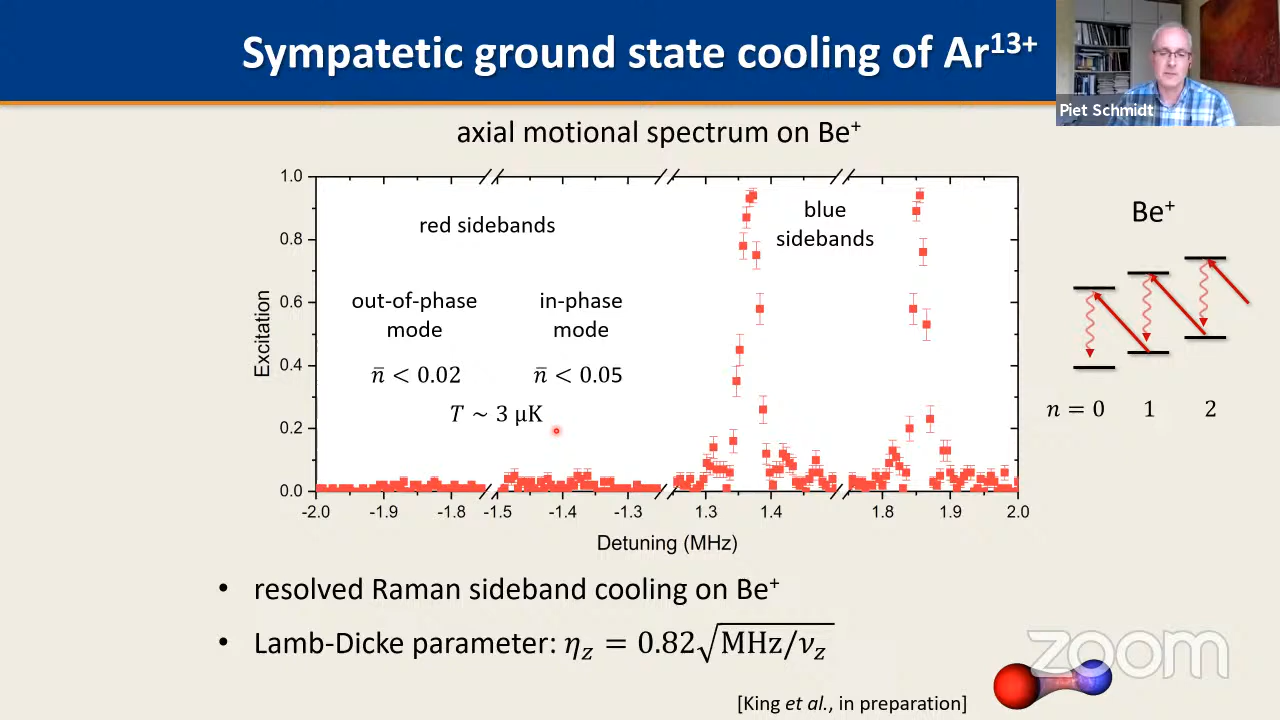 Sympatetic ground state cooling of Ar¹³⁺
Piet Schmidt
axial motional spectrum on Be⁺
1.0
0.8
0.6
0.4
0.2
0.0
Excitation
red sidebands
blue
sidebands
out-of-phase
mode
in-phase
mode
n̄ < 0.02
n̄ < 0.05
T ~ 3 μK
-2.0 -1.9 -1.8 -1.5 -1.4 -1.3 1.3 1.4 1.8 1.9 2.0
Detuning (MHz)
Be⁺
n = 0 1 2
• resolved Raman sideband cooling on Be⁺
• Lamb-Dicke parameter: η_z = 0.82√(MHz/ν_z)
zoom
[King et al., in preparation]